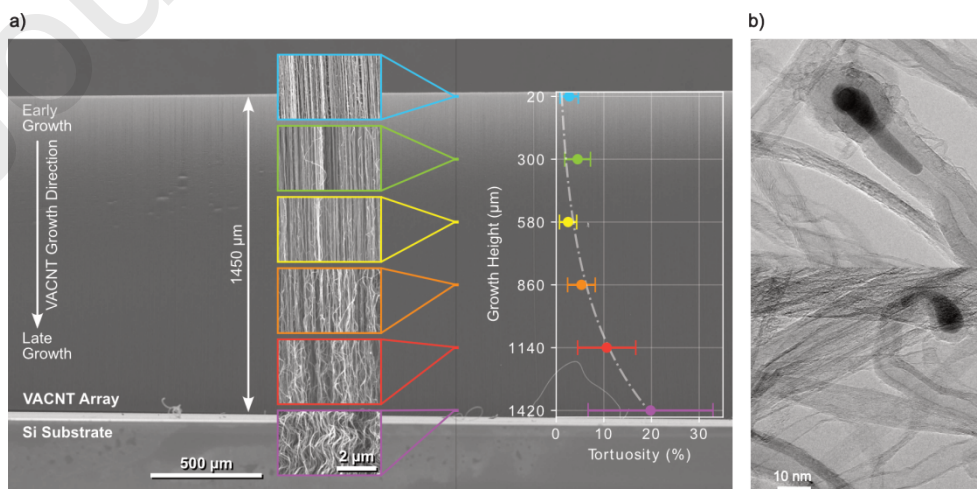 a)
b)
Early
Growth
VACNT Growth Direction
Late
Growth
1450 µm
VACNT Array
Si Substrate
500 µm
2 µm
Growth Height (µm)
20
300
580
860
1140
1420
0
10
20
30
Tortuosity (%)
10 nm